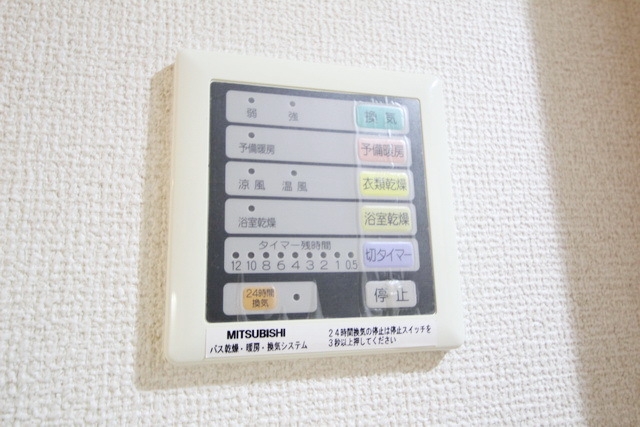 弱 強 換気
予備暖房 予備暖房
涼風 温風 衣類乾燥
浴室乾燥 浴室乾燥
タイマー残時間
12 10 8 6 4 3 2 1 0.5 切タイマー
24時間
換気 停止
MITSUBISHI
バス乾燥・暖房・換気システム
24時間換気の停止は停止スイッチを
3秒以上押してください